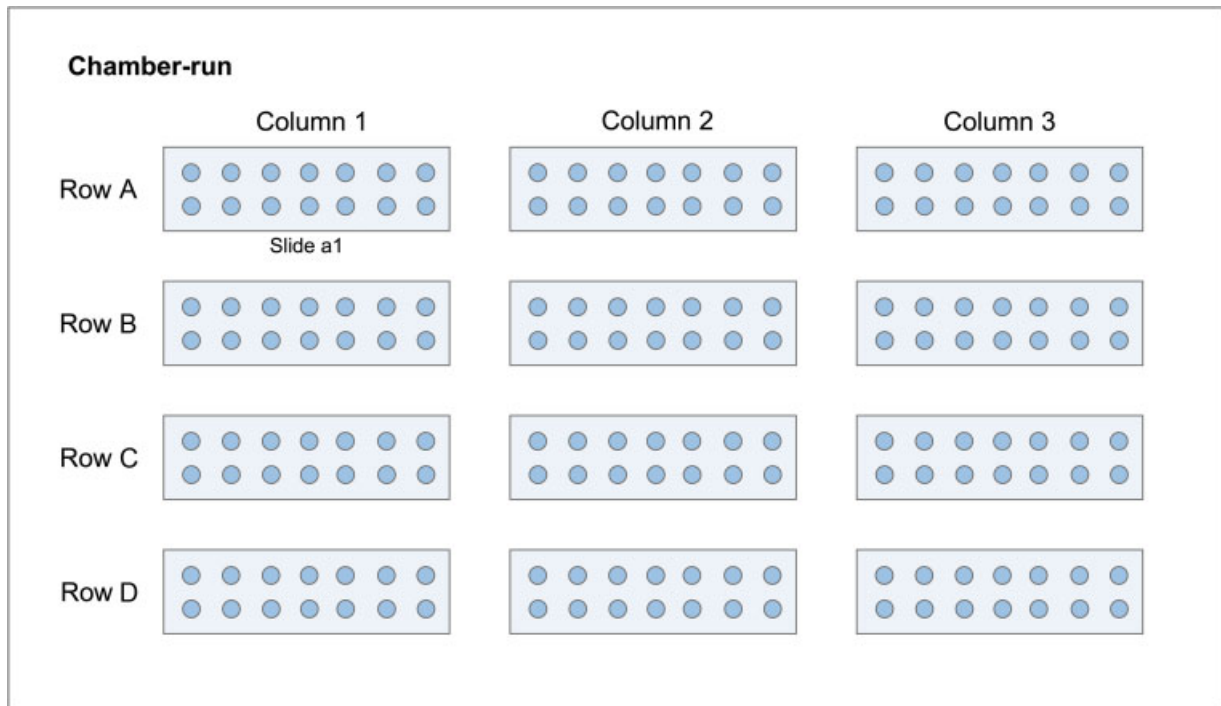 Chamber-run
Column 1 Column 2 Column 3
Row A
Slide a1
Row B
Row C
Row D